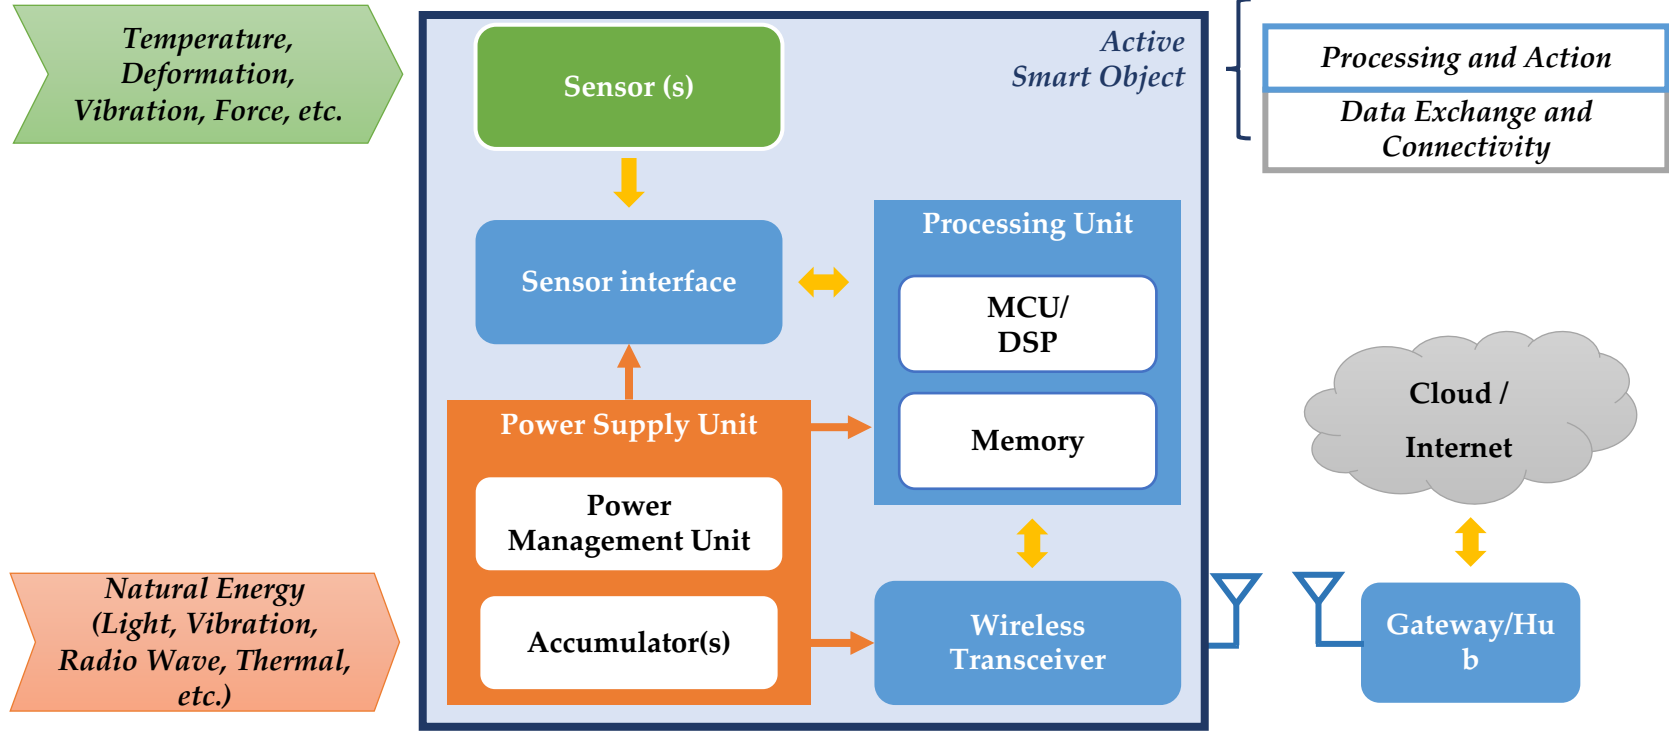 Temperature,
Deformation,
Vibration, Force, etc.
Sensor (s)
Active
Smart Object
Processing and Action
Data Exchange and
Connectivity
Sensor interface
Processing Unit
MCU/
DSP
Memory
Power Supply Unit
Power
Management Unit
Accumulator(s)
Natural Energy
(Light, Vibration,
Radio Wave, Thermal,
etc.)
Wireless
Transceiver
Cloud /
Internet
Gateway/Hu
b